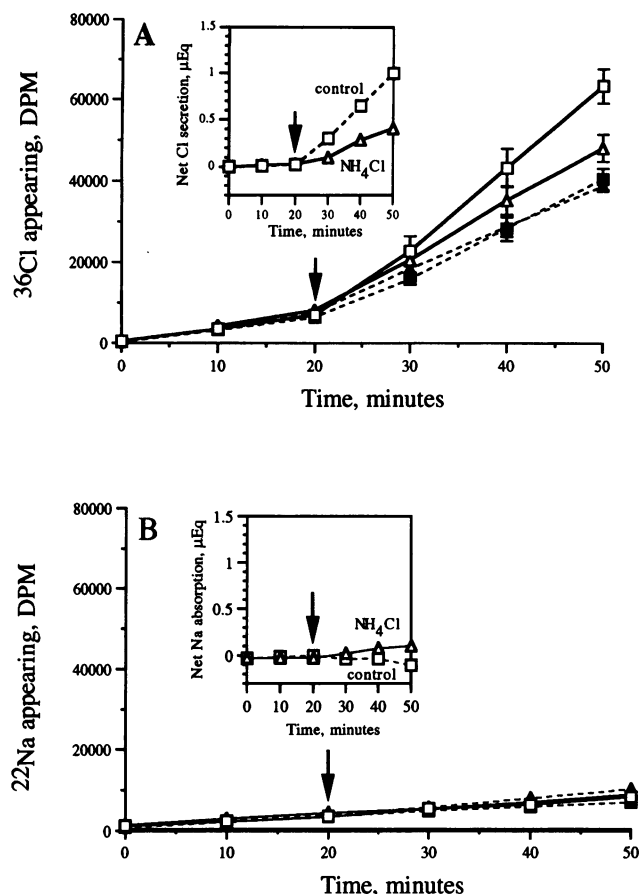 A
80000
60000
40000
20000
0
36Cl appearing, DPM
0 10 20 30 40 50
Time, minutes
1.5
1
0.5
0
Net Cl secretion, µEq
control
NH4Cl
0 10 20 30 40 50
Time, minutes
B
80000
60000
40000
20000
0
22Na appearing, DPM
0 10 20 30 40 50
Time, minutes
1.5
1
0.5
0
Net Na absorption, µEq
NH4Cl
control
0 10 20 30 40 50
Time, minutes